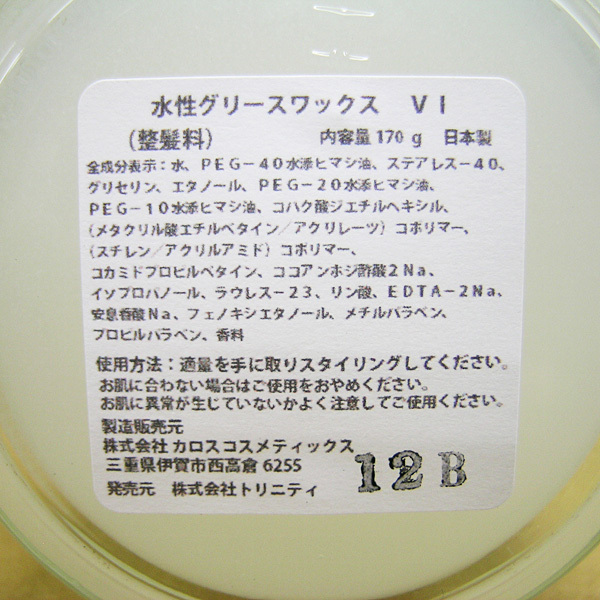 水性グリースワックス　ＶＩ
（整髪料）　内容量170ｇ　日本製
全成分表示：水、ＰＥＧ－40水添ヒマシ油、ステアレス－40、
グリセリン、エタノール、ＰＥＧ－20水添ヒマシ油、
ＰＥＧ－10水添ヒマシ油、コハク酸ジエチルヘキシル、
（メタクリル酸エチルベタイン／アクリレーツ）コポリマー、
（スチレン／アクリルアミド）コポリマー、
コカミドプロピルベタイン、ココアンホジ酢酸２Ｎａ、
イソプロパノール、ラウレス－23、リン酸、ＥＤＴＡ－２Ｎａ、
安息香酸Ｎａ、フェノキシエタノール、メチルパラベン、
プロピルパラベン、香料
使用方法：適量を手に取りスタイリングしてください。
お肌に合わない場合はご使用をおやめください。
お肌に異常が生じていないかよく注意してご使用ください。
製造販売元
株式会社 カロスコスメティックス
三重県伊賀市西高倉 6255
発売元　株式会社トリニティ
12B